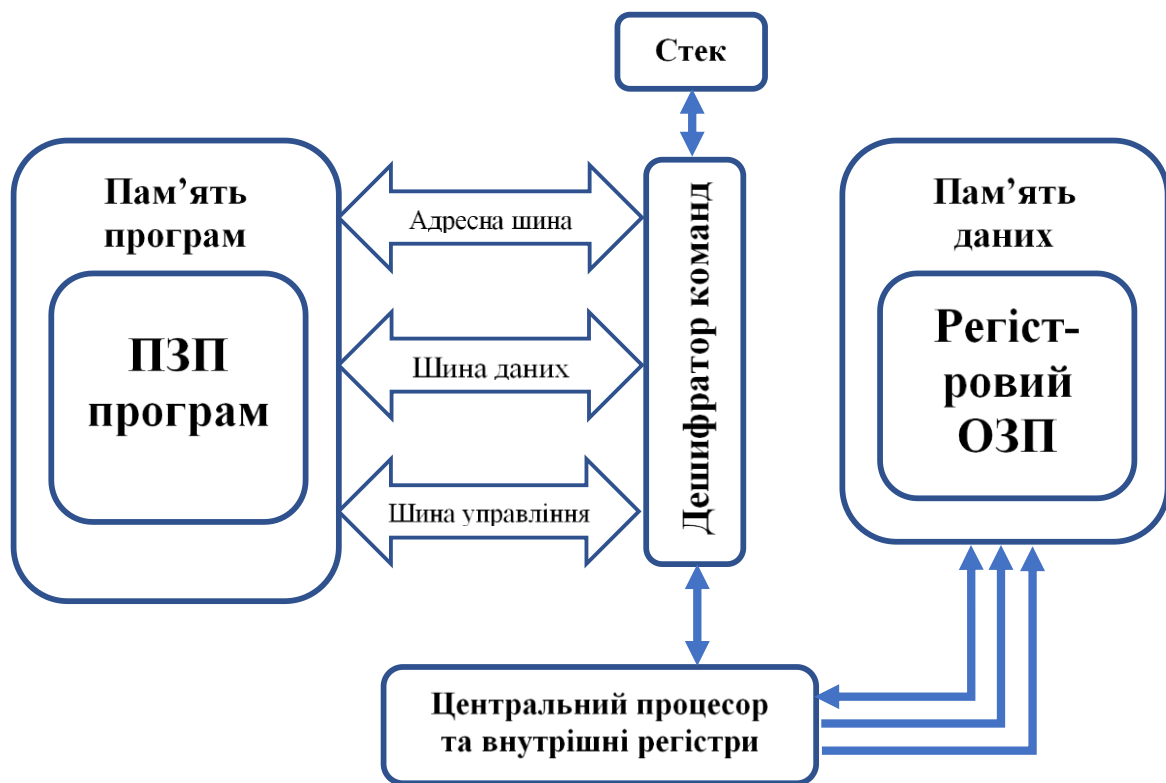 Стек
Пам’ять
програм
ПЗП
програм
Адресна шина
Шина даних
Шина управління
Дешифратор команд
Пам’ять
даних
Регіст-
ровий
ОЗП
Центральний процесор
та внутрішні регістри